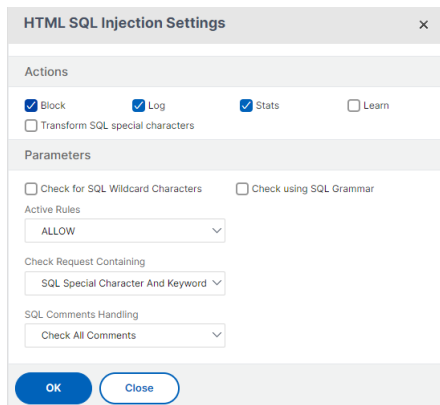 HTML SQL Injection Settings
Actions
Block Log Stats Learn
Transform SQL special characters
Parameters
Check for SQL Wildcard Characters Check using SQL Grammar
Active Rules
ALLOW
Check Request Containing
SQL Special Character And Keyword
SQL Comments Handling
Check All Comments
OK Close